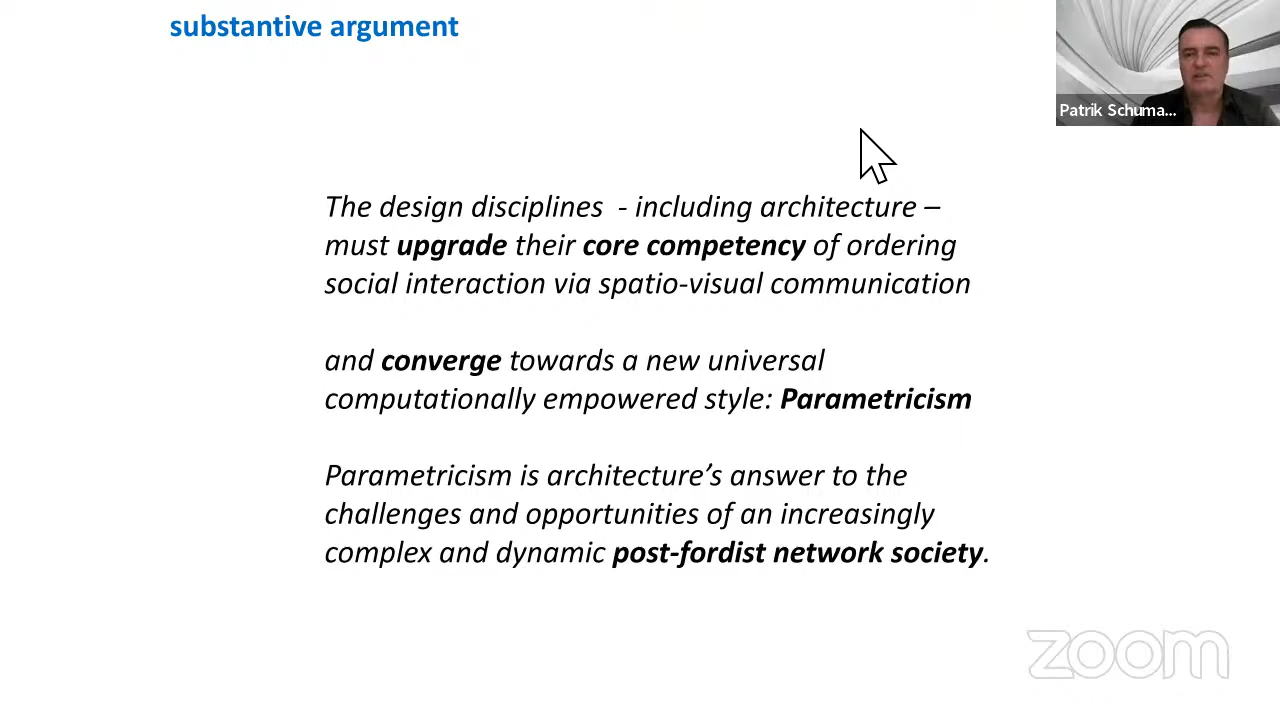 substantive argument
Patrik Schuma...
The design disciplines - including architecture –
must upgrade their core competency of ordering
social interaction via spatio-visual communication
and converge towards a new universal
computationally empowered style: Parametricism
Parametricism is architecture’s answer to the
challenges and opportunities of an increasingly
complex and dynamic post-fordist network society.
zoom